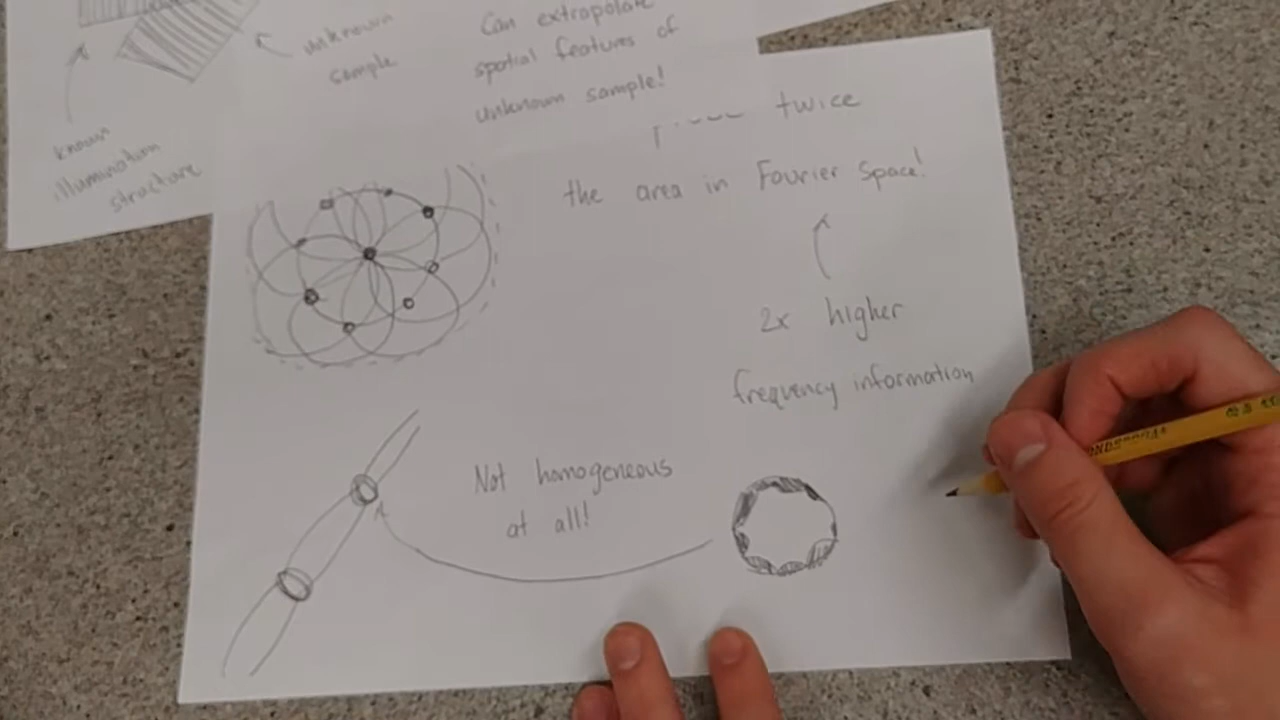 unknown
sample
known
illumination
structure
Can extrapolate
spatial features of
unknown sample!
twice
the area in Fourier Space!
2x higher
frequency information
Not homogeneous
at all!